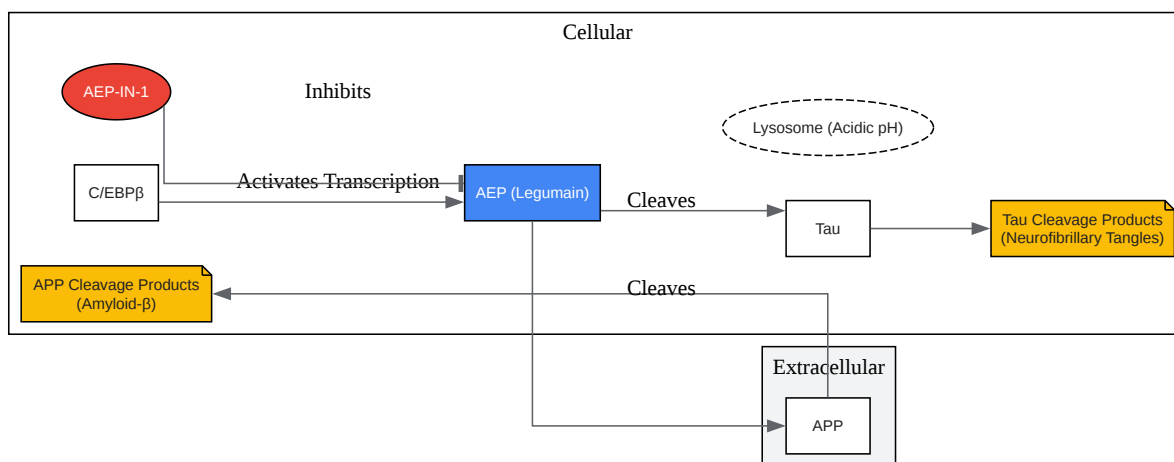 Cellular
AEP-IN-1
Inhibits
Lysosome (Acidic pH)
C/EBPβ
Activates Transcription
AEP (Legumain)
Cleaves
Tau
Tau Cleavage Products
(Neurofibrillary Tangles)
APP Cleavage Products
(Amyloid-β)
Cleaves
Extracellular
APP